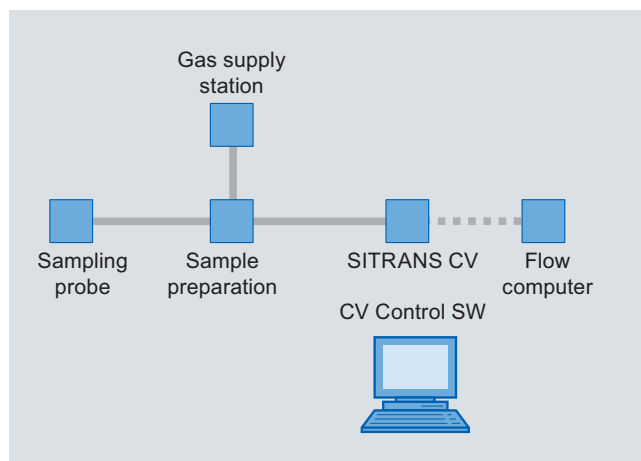 Gas supply
station
Sampling
probe
Sample
preparation
SITRANS CV
Flow
computer
CV Control SW